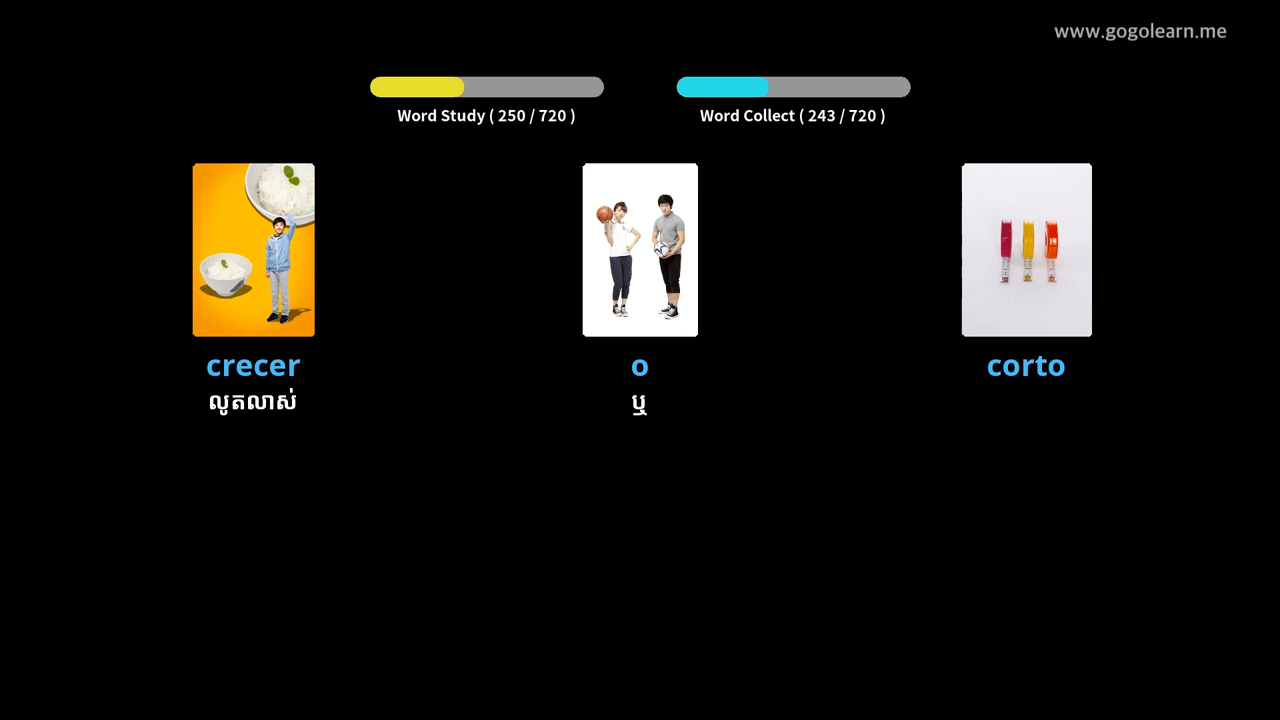 www.gogolearn.me
Word Study ( 250 / 720 )
Word Collect ( 243 / 720 )
crecer
o
corto
លូតលាស់
ឬ